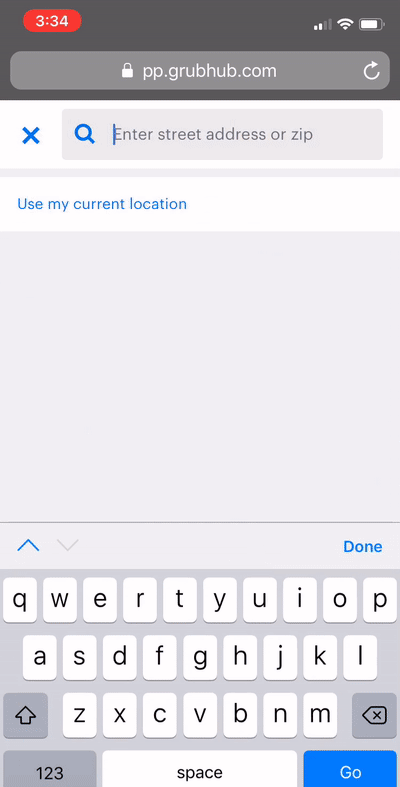 3:34
pp.grubhub.com
Enter street address or zip
Use my current location
Done
q w e r t y u i o p
a s d f g h j k l
z x c v b n m
123 space Go